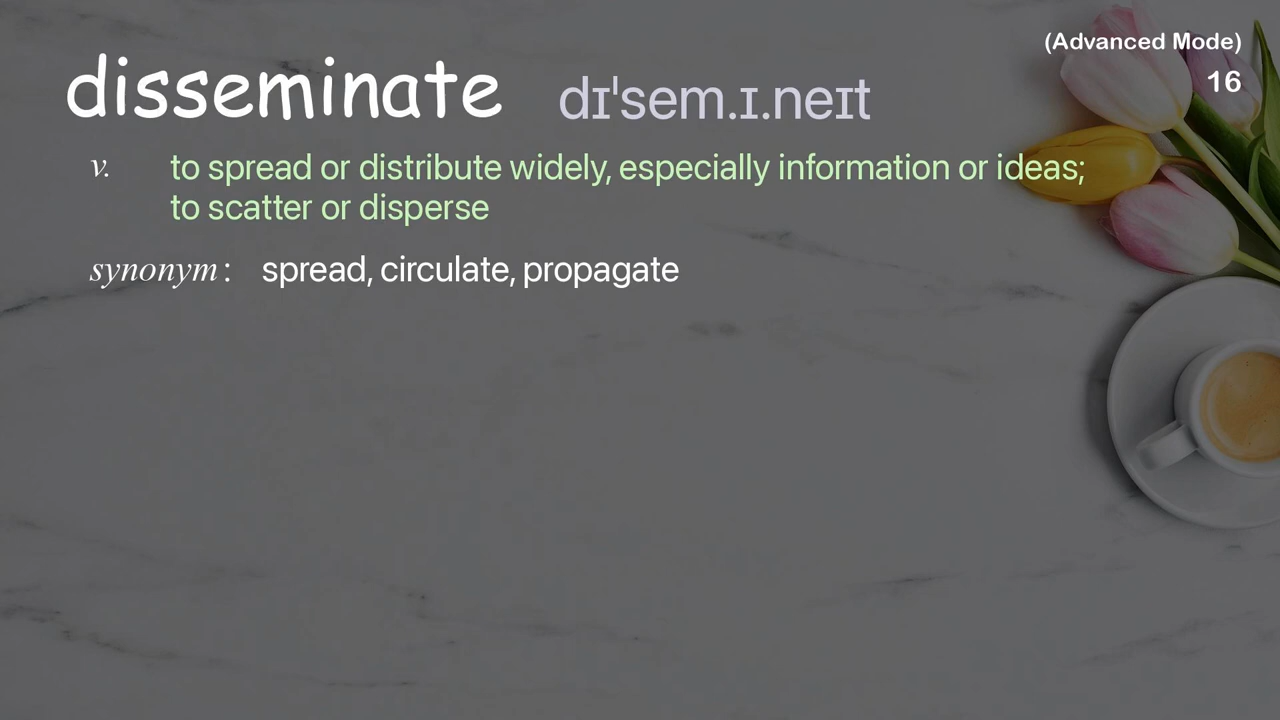 (Advanced Mode)
16
disseminate dɪˈsem.ɪ.neɪt
v. to spread or distribute widely, especially information or ideas;
to scatter or disperse
synonym : spread, circulate, propagate